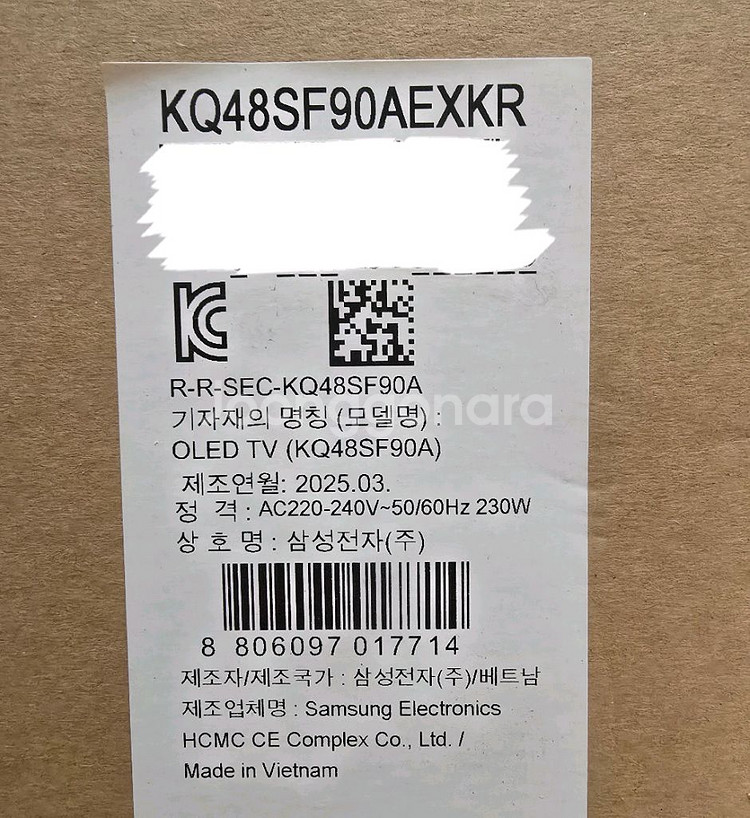 KQ48SF90AEXKR
R-R-SEC-KQ48SF90A
joonggonara
기자재의 명칭 (모델명) :
OLED TV (KQ48SF90A)
제조연월: 2025.03.
정 격 : AC220-240V~50/60Hz 230W
상 호 명 : 삼성전자(주)
8 806097 017714
제조자/제조국가 : 삼성전자(주)/베트남
제조업체명 : Samsung Electronics
HCMC CE Complex Co., Ltd. /
Made in Vietnam